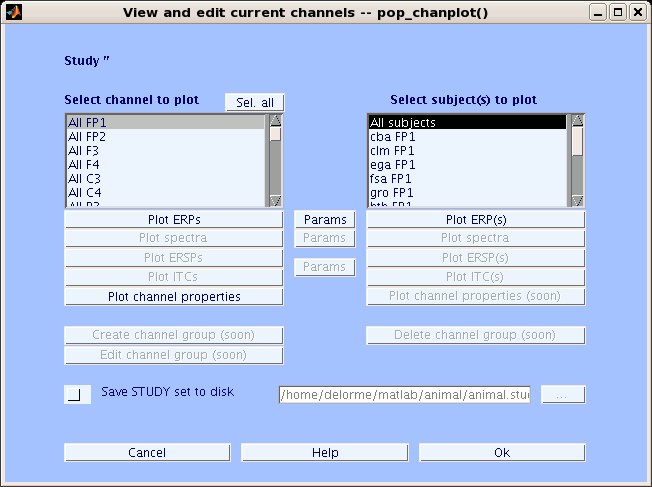 View and edit current channels -- pop_chanplot()
Study "
Select channel to plot
Sel. all
Select subject(s) to plot
All FP1
All FP2
All F3
All F4
All C3
All C4
All subjects
cba FP1
clm FP1
ega FP1
fsa FP1
gro FP1
Plot ERPs
Params
Plot ERP(s)
Plot spectra
Params
Plot spectra
Plot ERSPs
Params
Plot ERSP(s)
Plot ITCs
Plot ITC(s)
Plot channel properties
Plot channel properties (soon)
Create channel group (soon)
Delete channel group (soon)
Edit channel group (soon)
Save STUDY set to disk
/home/delorme/matlab/animal/animal.stu
...
Cancel
Help
Ok